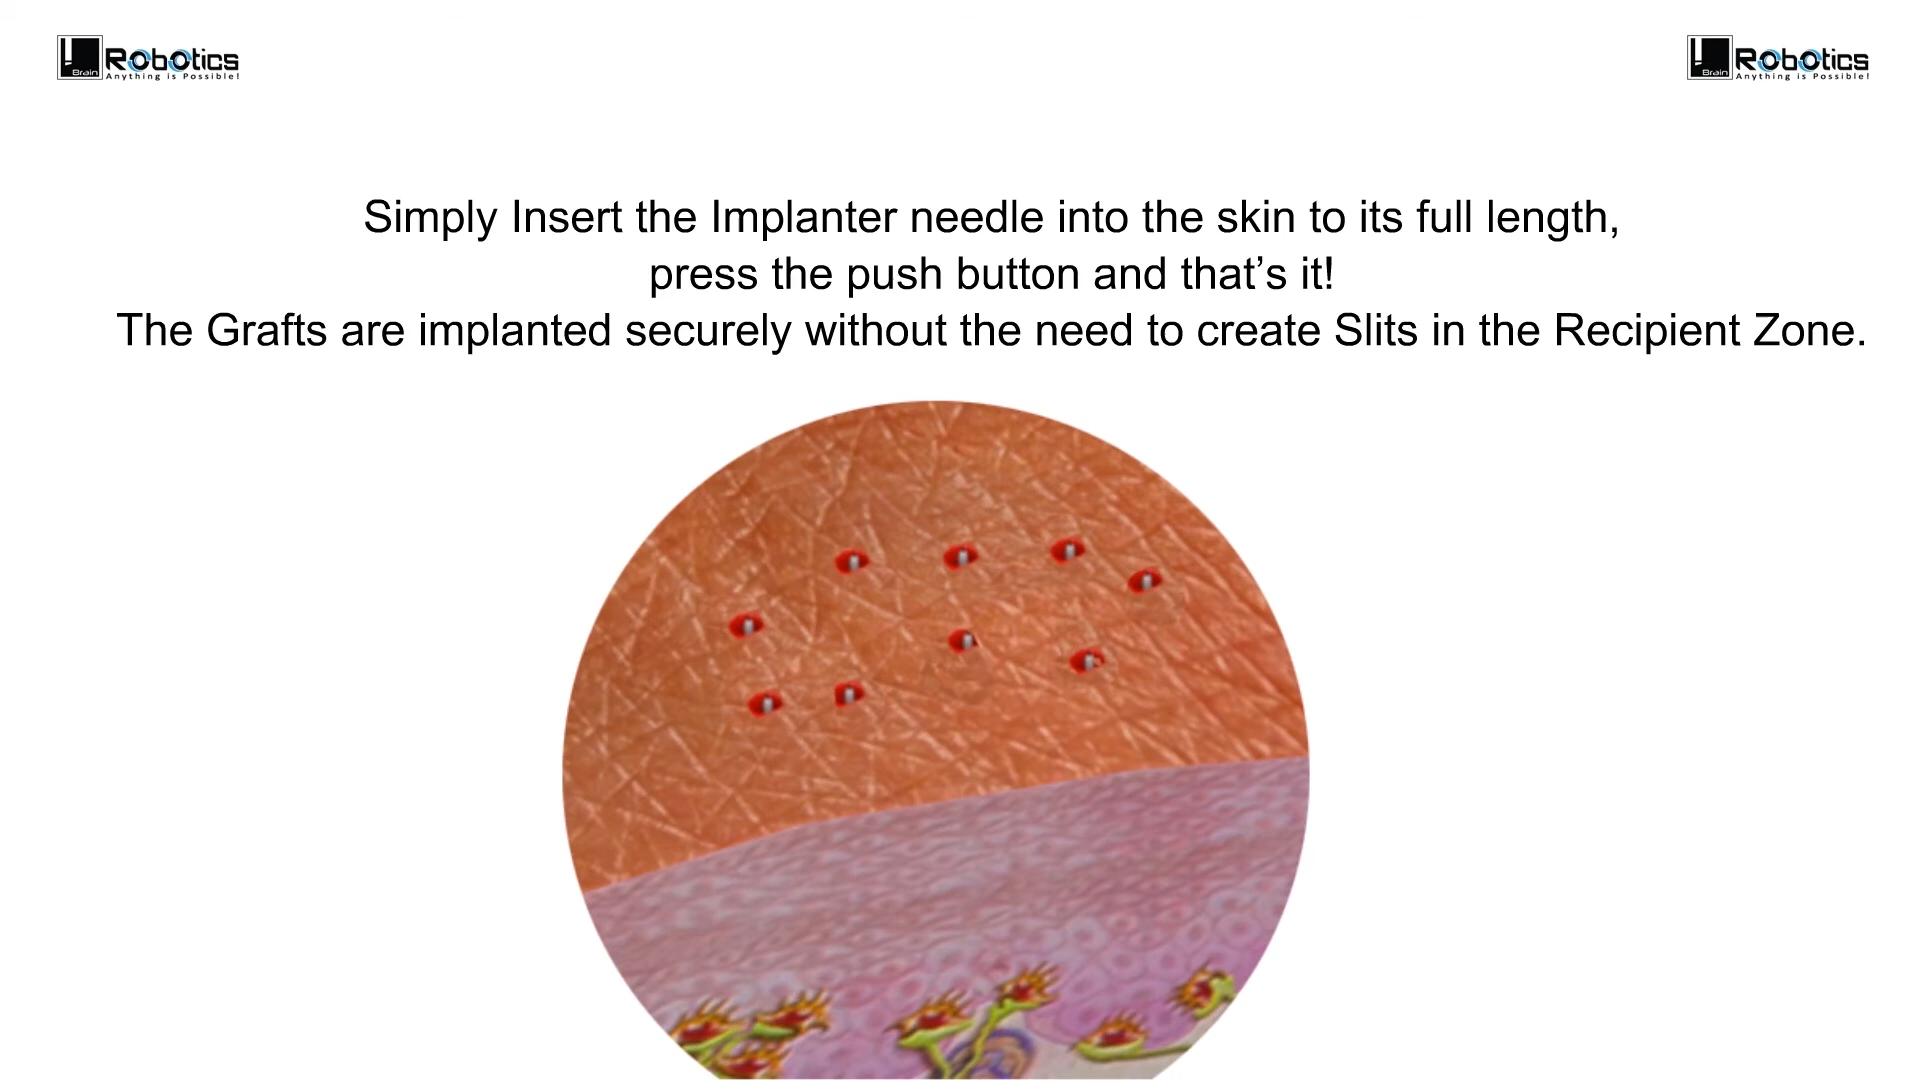 Brain Robotics
Anything is Possible!
Brain Robotics
Anything is Possible!
Simply Insert the Implanter needle into the skin to its full length,
press the push button and that’s it!
The Grafts are implanted securely without the need to create Slits in the Recipient Zone.